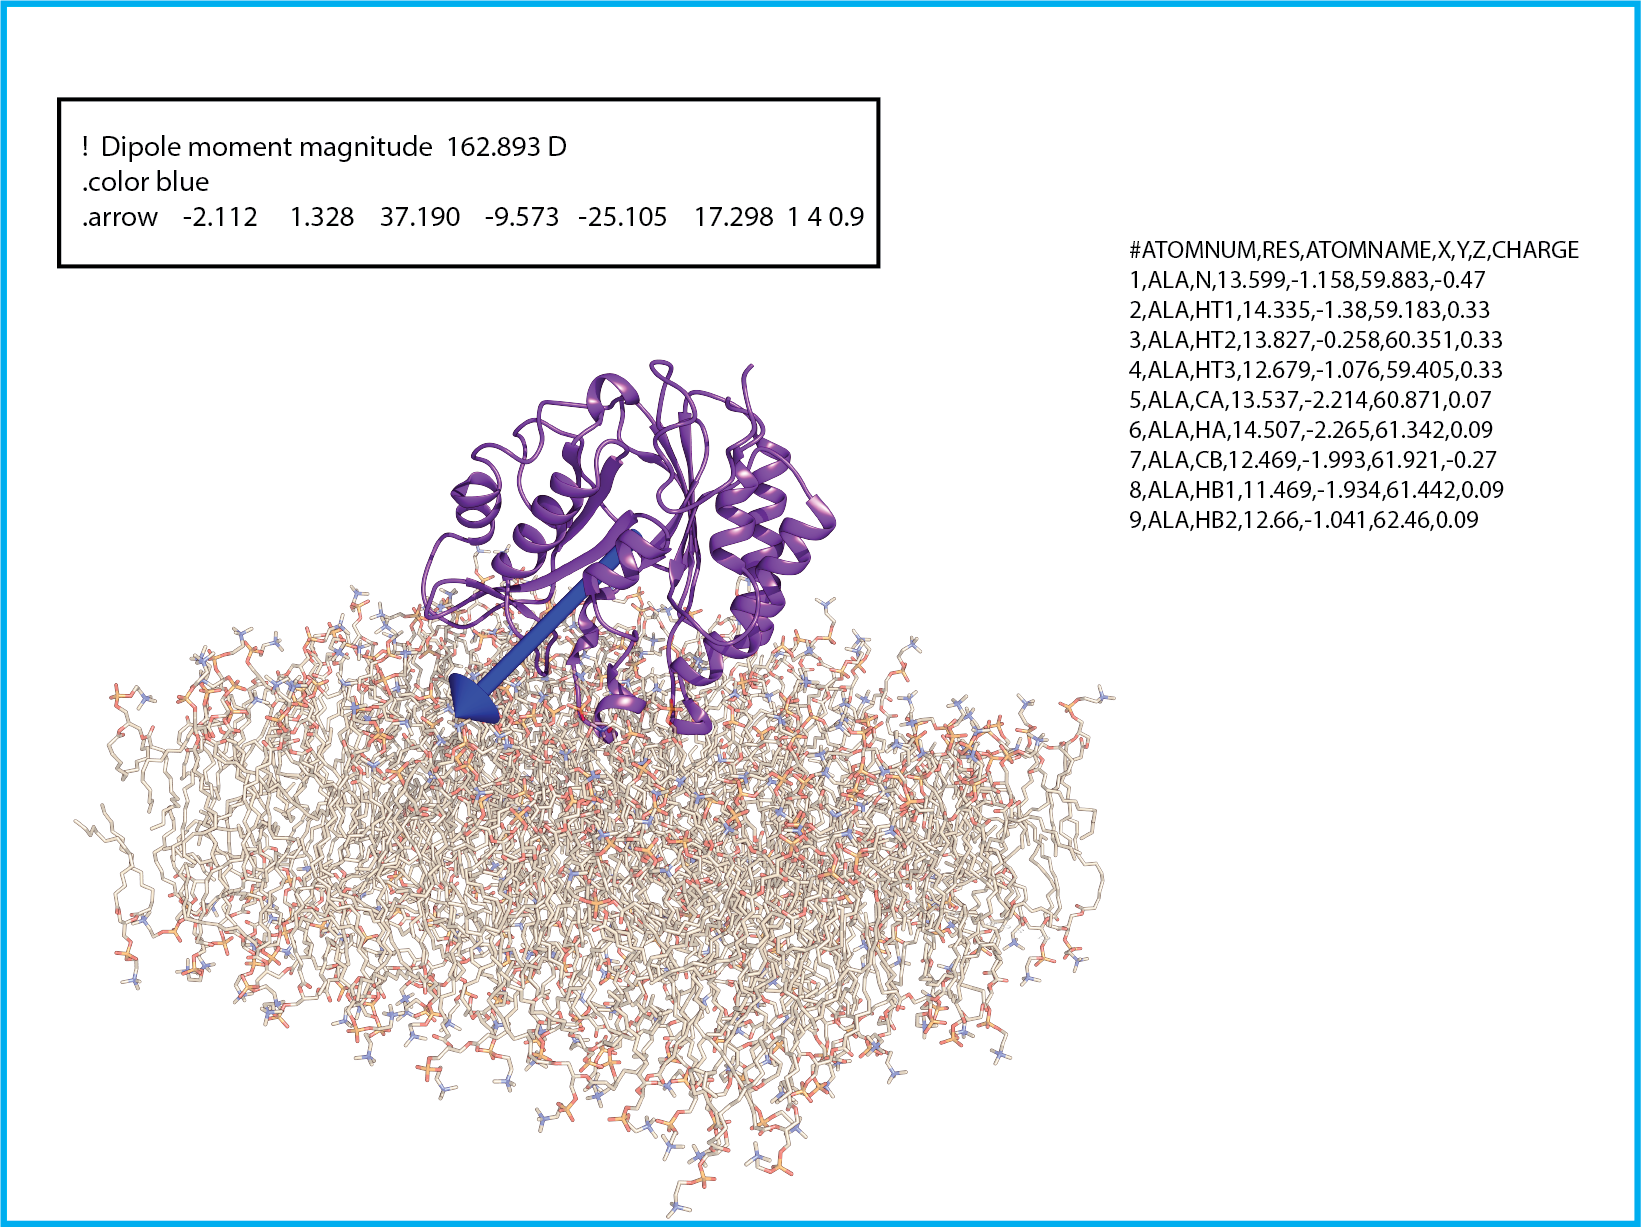 ! Dipole moment magnitude 162.893 D
.color blue
.arrow -2.112 1.328 37.190 -9.573 -25.105 17.298 1 4 0.9
#ATOMNUM,RES,ATOMNAME,X,Y,Z,CHARGE
1,ALA,N,13.599,-1.158,59.883,-0.47
2,ALA,HT1,14.335,-1.38,59.183,0.33
3,ALA,HT2,13.827,-0.258,60.351,0.33
4,ALA,HT3,12.679,-1.076,59.405,0.33
5,ALA,CA,13.537,-2.214,60.871,0.07
6,ALA,HA,14.507,-2.265,61.342,0.09
7,ALA,CB,12.469,-1.993,61.921,-0.27
8,ALA,HB1,11.469,-1.934,61.442,0.09
9,ALA,HB2,12.66,-1.041,62.46,0.09